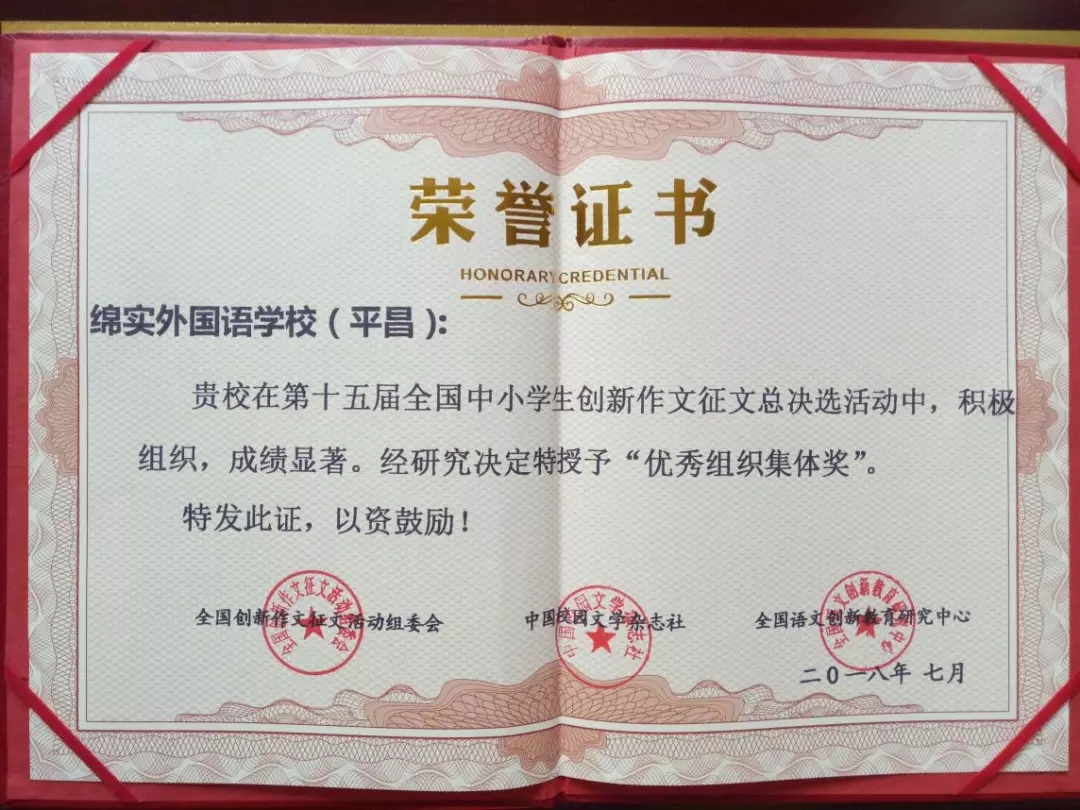 荣誉证书
HONORARY CREDENTIAL
绵实外国语学校（平昌）：
贵校在第十五届全国中小学生创新作文征文总决选活动中，积极
组织，成绩显著。经研究决定特授予“优秀组织集体奖”。
特发此证，以资鼓励！
全国创新作文征文活动组委会
中国校园文学杂志社
全国语文创新教育研究中心
二0一八年 七月